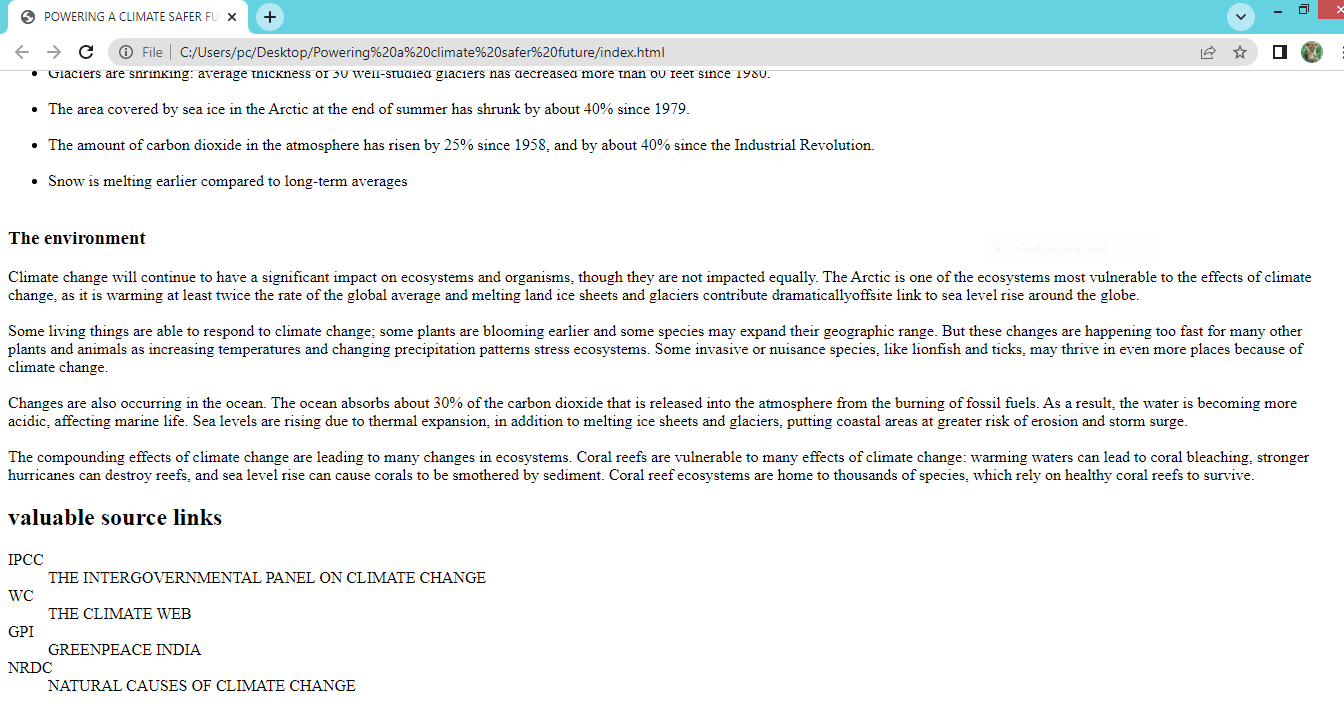 POWERING A CLIMATE SAFER FU
File
C:/Users/pc/Desktop/Powering%20a%20climate%20safer%20future/index.html
Glaciers are shrinking: average thickness of 30 well-studied glaciers has decreased more than 60 feet since 1980.
• The area covered by sea ice in the Arctic at the end of summer has shrunk by about 40% since 1979.
• The amount of carbon dioxide in the atmosphere has risen by 25% since 1958, and by about 40% since the Industrial Revolution.
• Snow is melting earlier compared to long-term averages
The environment
Rectangular Snip
Climate change will continue to have a significant impact on ecosystems and organisms, though they are not impacted equally. The Arctic is one of the ecosystems most vulnerable to the effects of climate
change, as it is warming at least twice the rate of the global average and melting land ice sheets and glaciers contribute dramaticallyoffsite link to sea level rise around the globe.
Some living things are able to respond to climate change; some plants are blooming earlier and some species may expand their geographic range. But these changes are happening too fast for many other
plants and animals as increasing temperatures and changing precipitation patterns stress ecosystems. Some invasive or nuisance species, like lionfish and ticks, may thrive in even more places because of
climate change.
Changes are also occurring in the ocean. The ocean absorbs about 30% of the carbon dioxide that is released into the atmosphere from the burning of fossil fuels. As a result, the water is becoming more
acidic, affecting marine life. Sea levels are rising due to thermal expansion, in addition to melting ice sheets and glaciers, putting coastal areas at greater risk of erosion and storm surge.
The compounding effects of climate change are leading to many changes in ecosystems. Coral reefs are vulnerable to many effects of climate change: warming waters can lead to coral bleaching, stronger
hurricanes can destroy reefs, and sea level rise can cause corals to be smothered by sediment. Coral reef ecosystems are home to thousands of species, which rely on healthy coral reefs to survive.
valuable source links
IPCC
THE INTERGOVERNMENTAL PANEL ON CLIMATE CHANGE
WC
THE CLIMATE WEB
GPI
GREENPEACE INDIA
NRDC
NATURAL CAUSES OF CLIMATE CHANGE